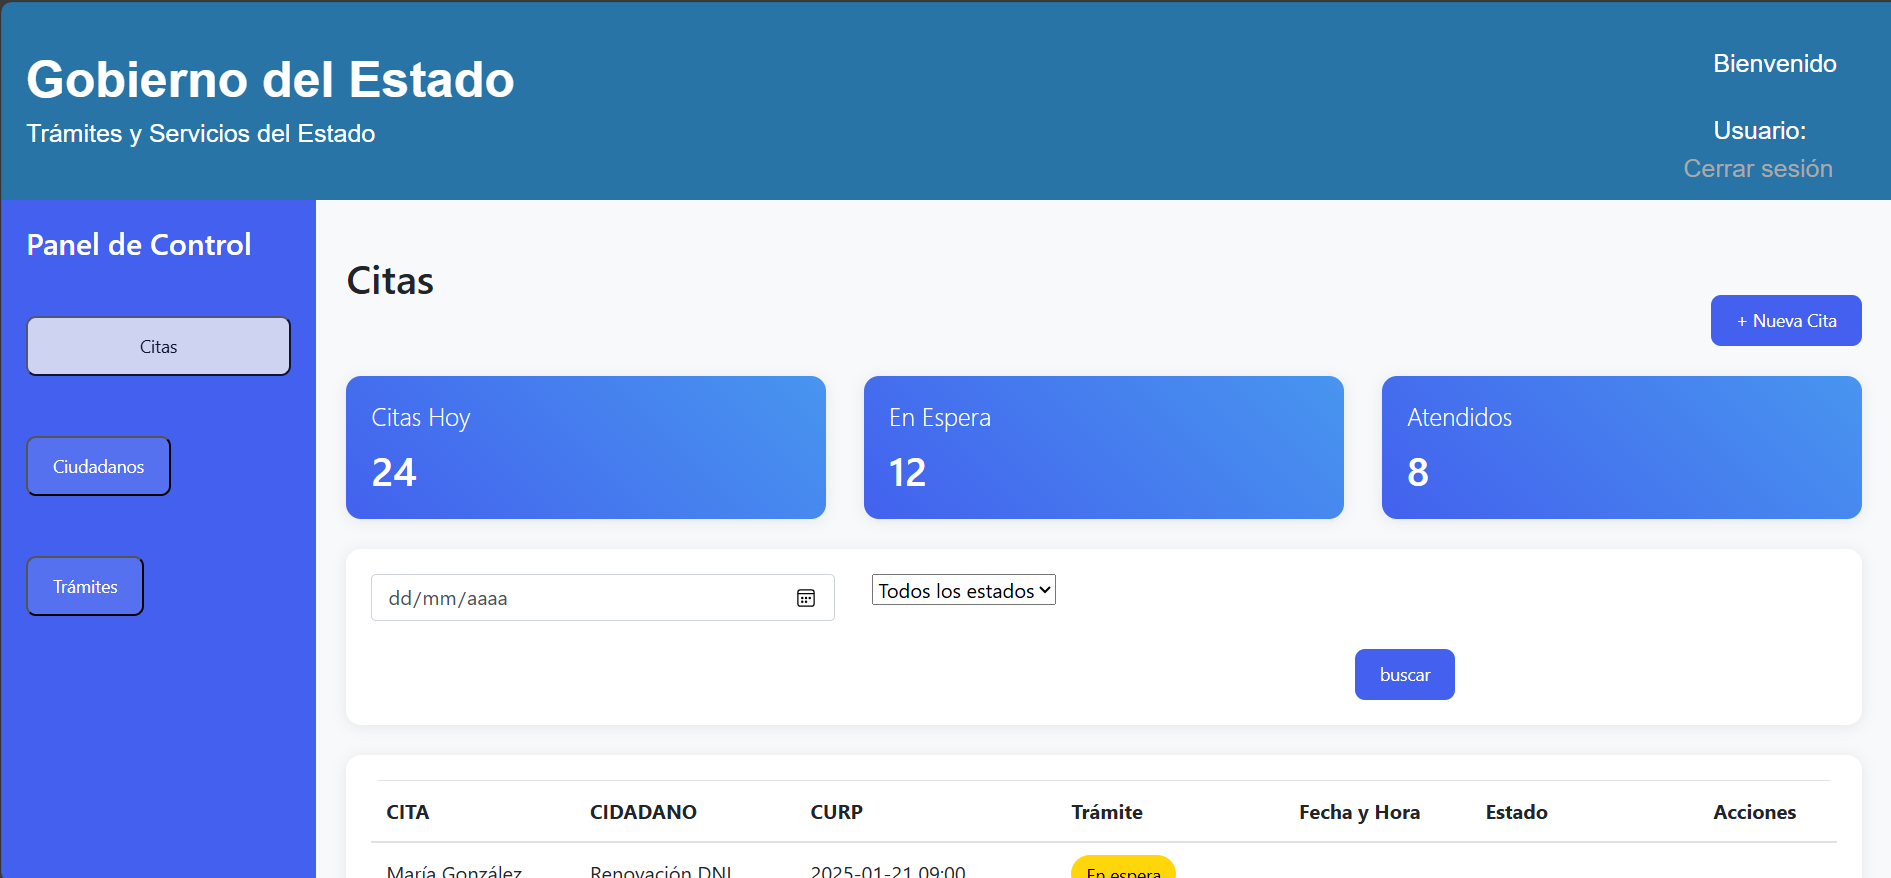 Gobierno del Estado
Trámites y Servicios del Estado
Bienvenido
Usuario:
Cerrar sesión
Panel de Control
Citas
Ciudadanos
Trámites
Citas
+ Nueva Cita
Citas Hoy
24
En Espera
12
Atendidos
8
dd/mm/aaaa
Todos los estados
buscar
CITA CIDADANO CURP Trámite Fecha y Hora Estado Acciones
María González Renovación DNI 2025-01-21 09:00 En espera